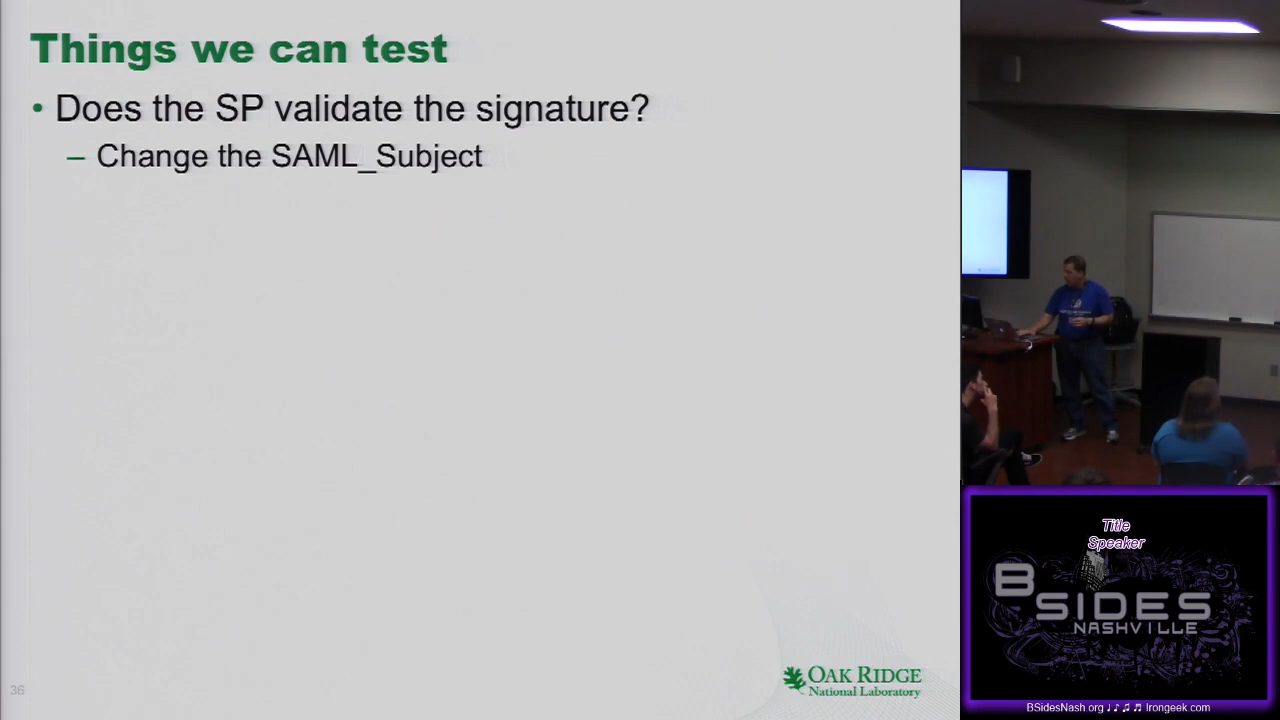 Things we can test
• Does the SP validate the signature?
– Change the SAML_Subject
36
OAK RIDGE
National Laboratory
Title
Speaker
BSIDES
NASHVILLE
BSidesNash.org ♩ ♪ ♫ ♬ Irongeek.com